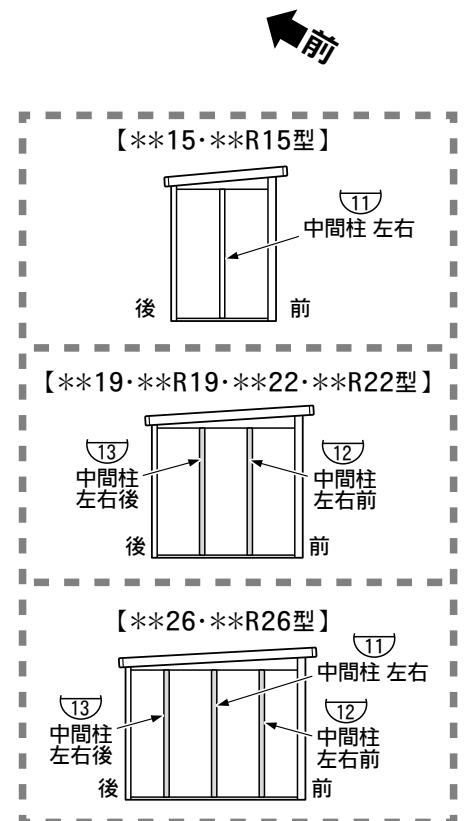 前
【**15・**R15型】
11
中間柱 左右
後
前
【**19・**R19・**22・**R22型】
13
中間柱
左右後
12
中間柱
左右前
後
前
【**26・**R26型】
11
中間柱 左右
13
中間柱
左右後
12
中間柱
左右前
後
前